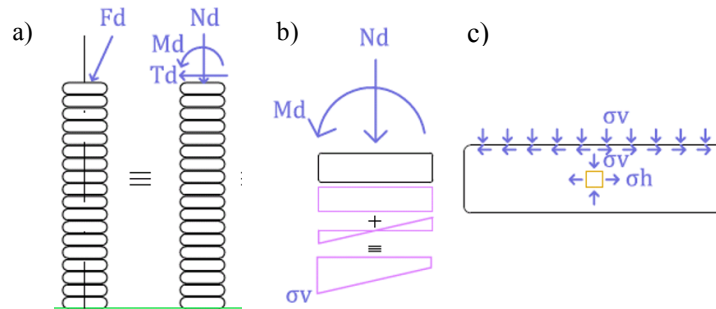 a)
Fd
Nd
Md
Td
≡
b)
Nd
Md
+
≡
σv
c)
σv
σv
σh